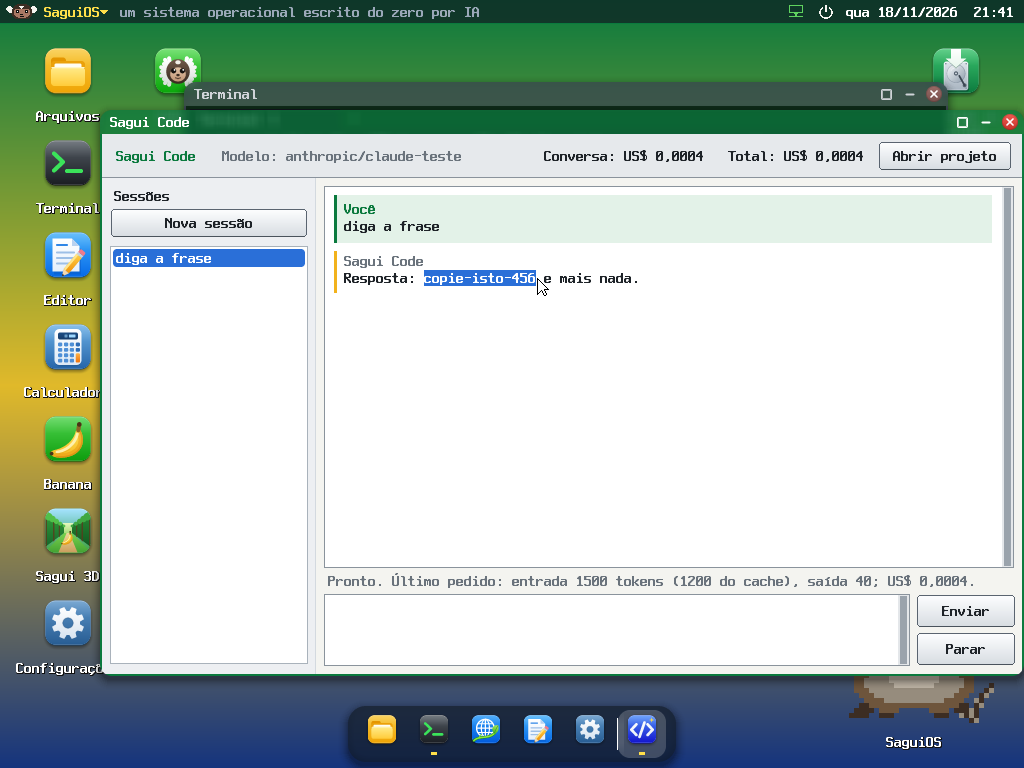 SaguiOS▾ um sistema operacional escrito do zero por IA
qua 18/11/2026 21:41
Arquivos
Terminal
Editor
Calculador
Banana
Sagui 3D
Configuraç
Terminal
Sagui Code
Sagui Code Modelo: anthropic/claude-teste Conversa: US$ 0,0004 Total: US$ 0,0004 Abrir projeto
Sessões
Nova sessão
diga a frase
Você
diga a frase
Sagui Code
Resposta: copie-isto-456 e mais nada.
Pronto. Último pedido: entrada 1500 tokens (1200 do cache), saída 40; US$ 0,0004.
Enviar
Parar
SaguiOS